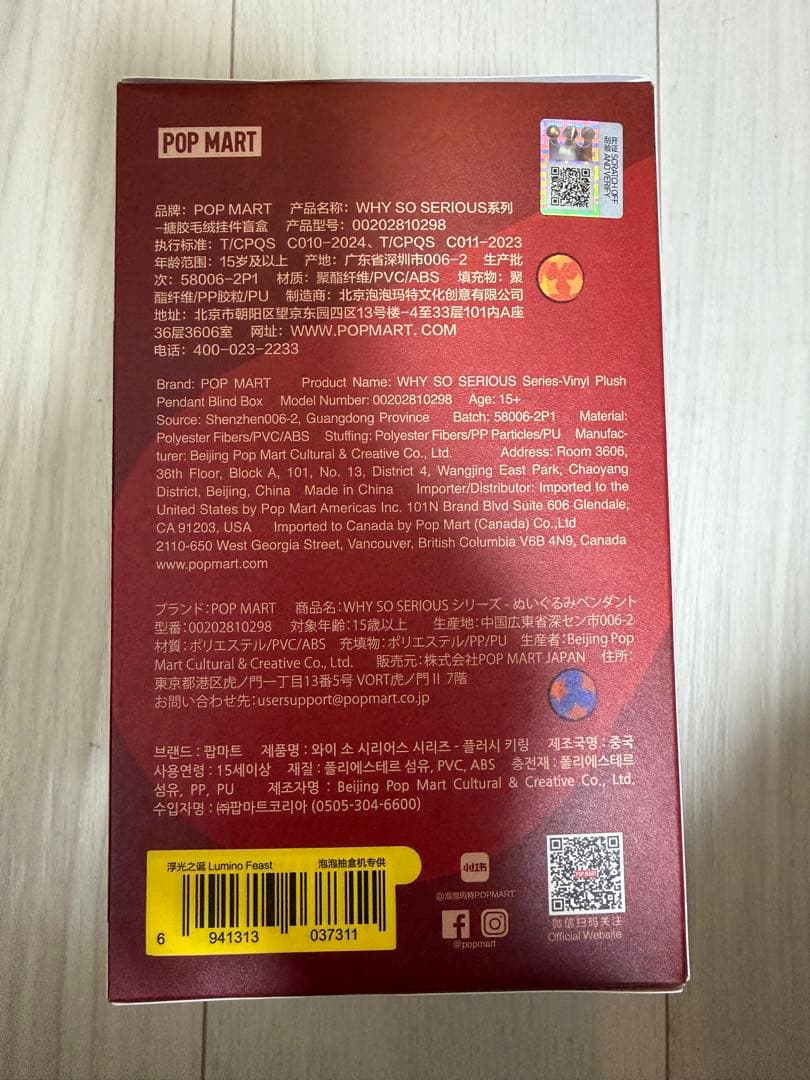 POP MART
开证 SCRATCH OFF
刮验 AND VERIFY
品牌：POP MART 产品名称：WHY SO SERIOUS系列
-搪胶毛绒挂件盲盒 产品型号：00202810298
执行标准：T/CPQS C010-2024、T/CPQS C011-2023
年龄范围：15岁及以上 产地：广东省深圳市006-2 生产批
次：58006-2P1 材质：聚酯纤维/PVC/ABS 填充物：聚
酯纤维/PP胶粒/PU 制造商：北京泡泡玛特文化创意有限公司
地址：北京市朝阳区望京东园四区13号楼-4至33层101内A座
36层3606室 网址：WWW.POPMART.COM
电话：400-023-2233
Brand: POP MART Product Name: WHY SO SERIOUS Series-Vinyl Plush
Pendant Blind Box Model Number: 00202810298 Age: 15+
Source: Shenzhen006-2, Guangdong Province Batch: 58006-2P1 Material:
Polyester Fibers/PVC/ABS Stuffing: Polyester Fibers/PP Particles/PU Manufac-
turer: Beijing Pop Mart Cultural & Creative Co., Ltd. Address: Room 3606,
36th Floor, Block A, 101, No. 13, District 4, Wangjing East Park, Chaoyang
District, Beijing, China Made in China Importer/Distributor: Imported to the
United States by Pop Mart Americas Inc. 101N Brand Blvd Suite 606 Glendale,
CA 91203, USA Imported to Canada by Pop Mart (Canada) Co.,Ltd
2110-650 West Georgia Street, Vancouver, British Columbia V6B 4N9, Canada
www.popmart.com
ブランド：POP MART 商品名：WHY SO SERIOUS シリーズ - ぬいぐるみペンダント
型番：00202810298 対象年齢：15歳以上 生産地：中国広東省深セン市006-2
材質：ポリエステル/PVC/ABS 充填物：ポリエステル/PP/PU 生産者：Beijing Pop
Mart Cultural & Creative Co., Ltd. 販売元：株式会社POP MART JAPAN 住所：
東京都港区虎ノ門一丁目13番5号 VORT虎ノ門Ⅱ 7階
お問い合わせ先：usersupport@popmart.co.jp
브랜드 : 팝마트 제품명 : 와이 소 시리어스 시리즈 - 플러시 키링 제조국명 : 중국
사용연령 : 15세이상 재질 : 폴리에스테르 섬유, PVC, ABS 충전재 : 폴리에스테르
섬유, PP, PU 제조자명 : Beijing Pop Mart Cultural & Creative Co., Ltd.
수입자명 : ㈜팝마트코리아 (0505-304-6600)
浮光之诞 Lumino Feast 泡泡抽盒机专供
6 941313 037311
小红书
@泡泡玛特POPMART
@popmart
POP MART
微信扫码关注
Official Website